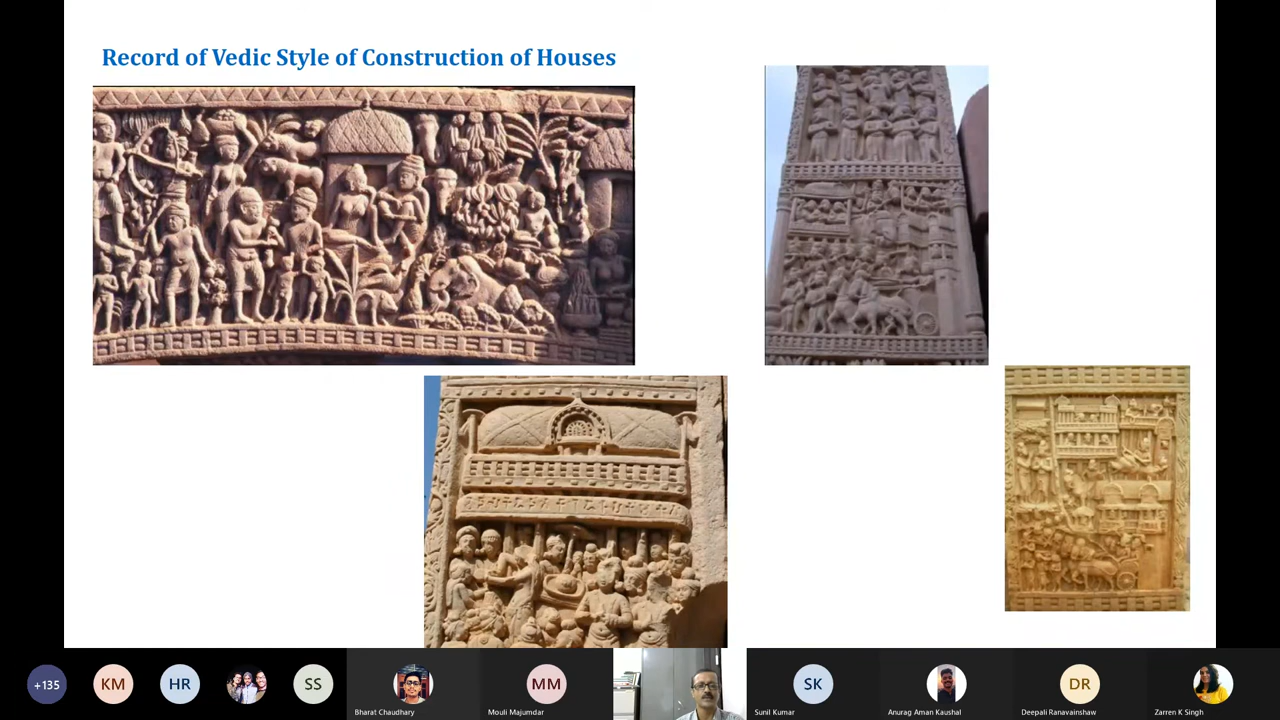 Record of Vedic Style of Construction of Houses
+135
KM
HR
SS
Bharat Chaudhary
MM
Mouli Majumdar
SK
Sunil Kumar
Anurag Aman Kaushal
DR
Deepali Ranavainshaw
Zarren K Singh